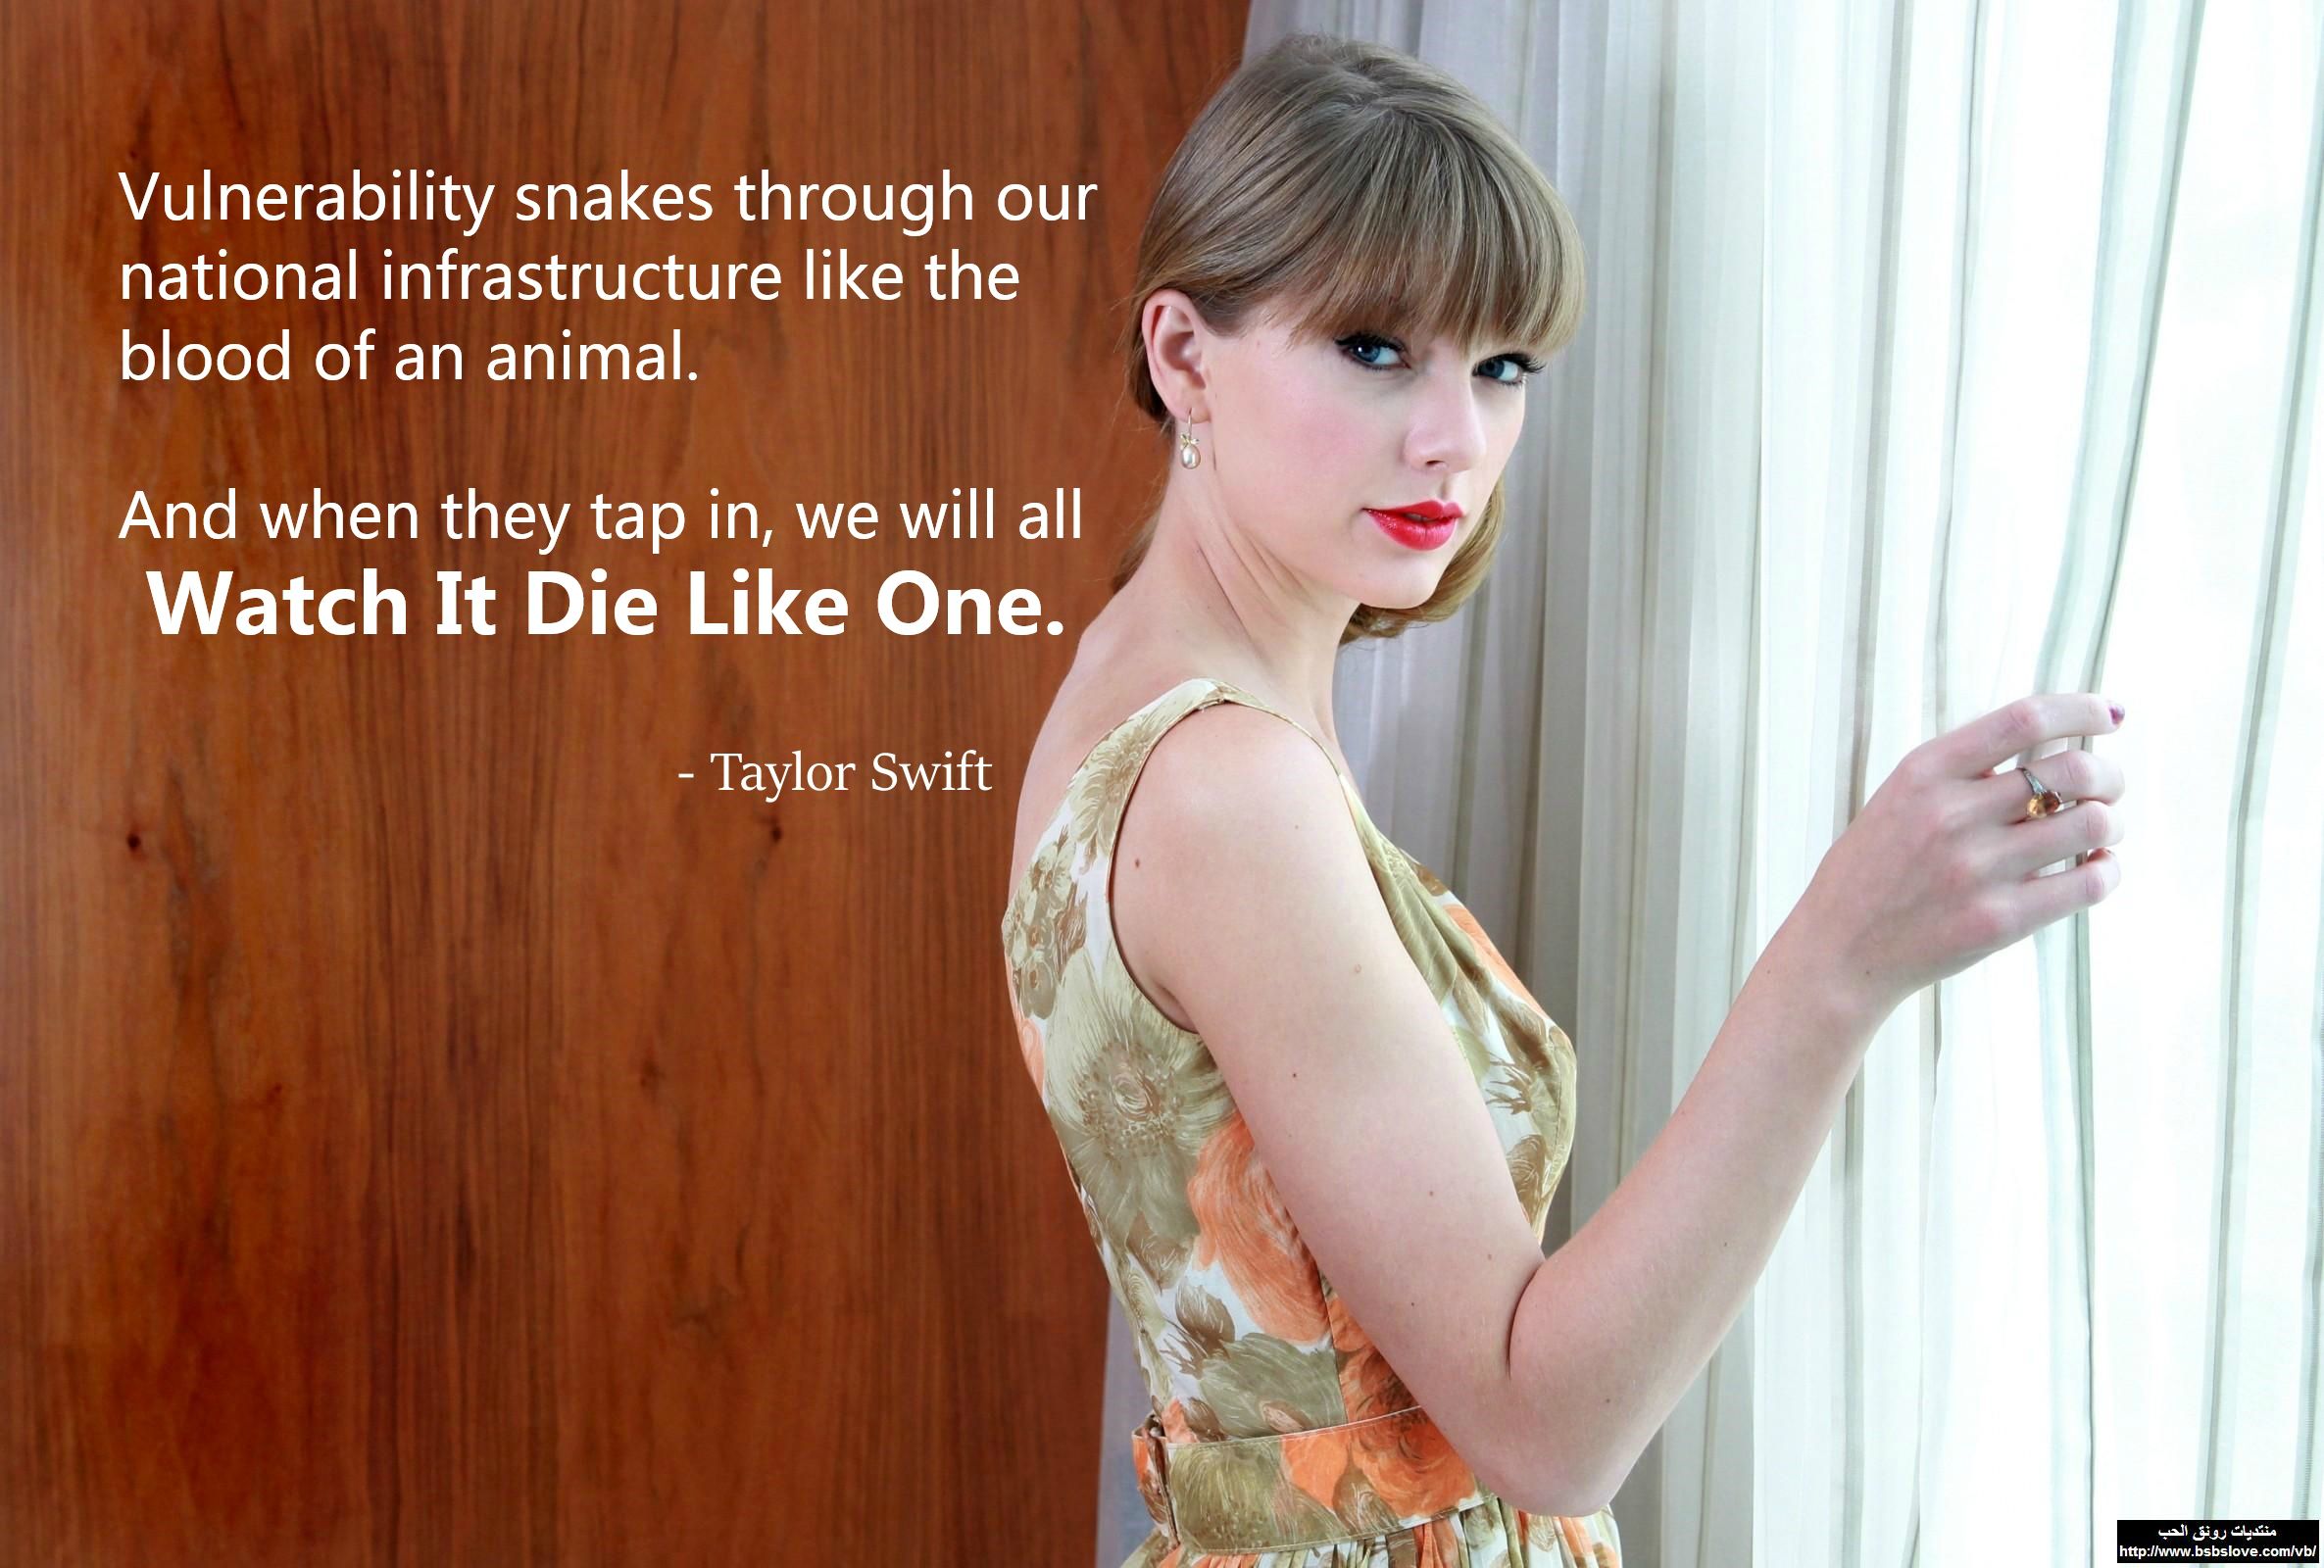 Vulnerability snakes through our
national infrastructure like the
blood of an animal.
And when they tap in, we will all
Watch It Die Like One.
- Taylor Swift
منتديات رونق الحب
http://www.bsbslove.com/vb/